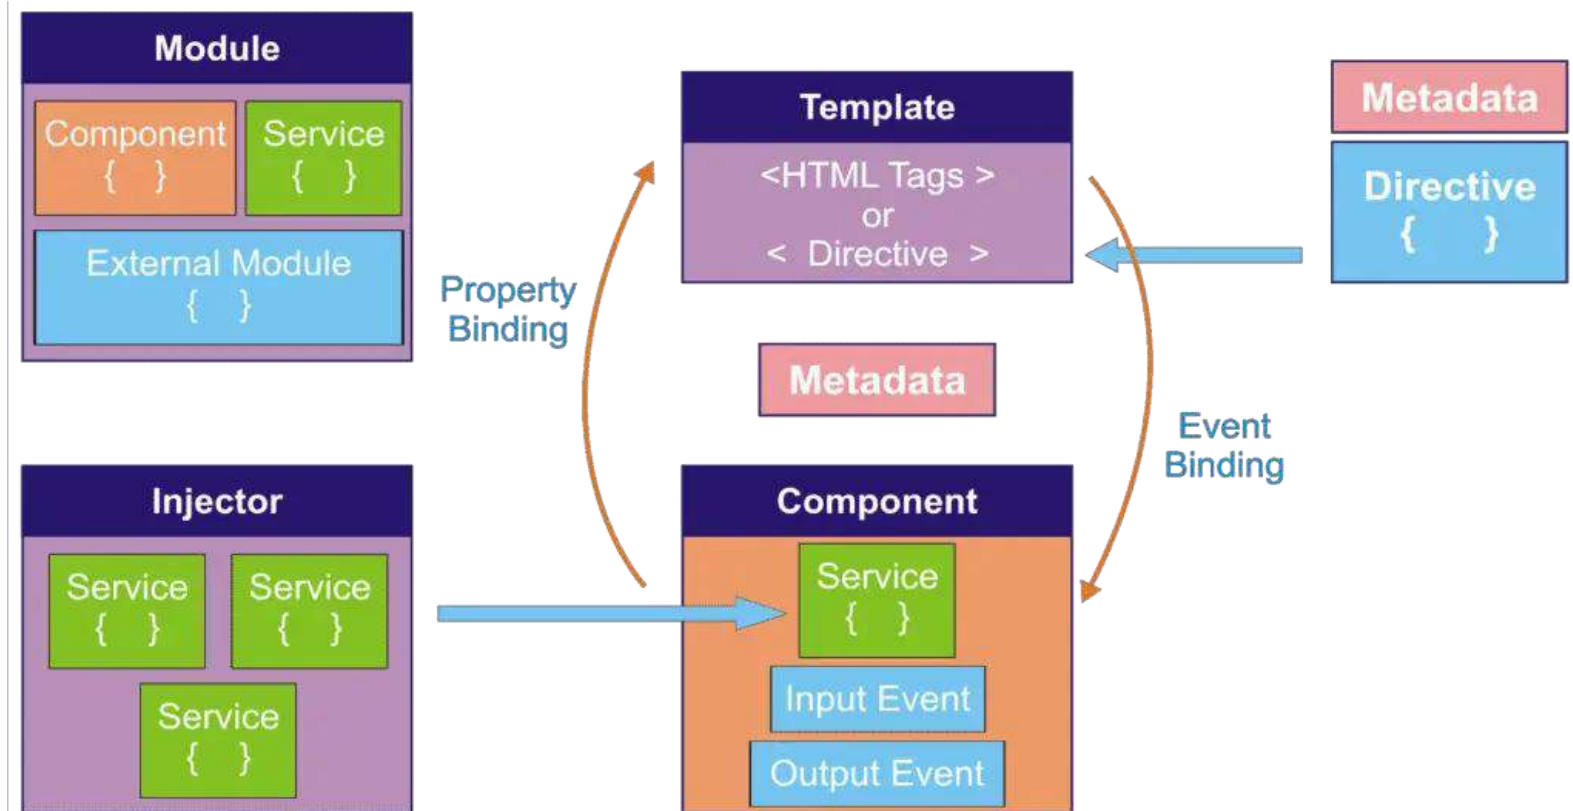 Module
Component
{ }
Service
{ }
External Module
{ }
Template
<HTML Tags >
or
< Directive >
Metadata
Directive
{ }
Property
Binding
Metadata
Event
Binding
Injector
Service
{ }
Service
{ }
Service
{ }
Component
Service
{ }
Input Event
Output Event